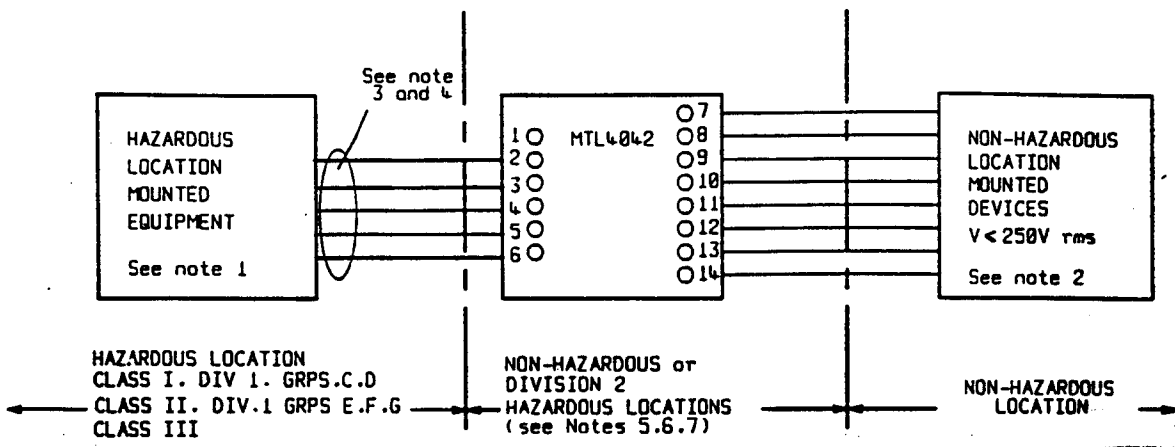 See note
3 and 4
HAZARDOUS
LOCATION
MOUNTED
EQUIPMENT
See note 1
1
2
3
4
5
6
MTL4042
7
8
9
10
11
12
13
14
NON-HAZARDOUS
LOCATION
MOUNTED
DEVICES
V < 250V rms
See note 2
HAZARDOUS LOCATION
CLASS I. DIV 1. GRPS.C.D
CLASS II. DIV.1 GRPS E.F.G
CLASS III
NON-HAZARDOUS or
DIVISION 2
HAZARDOUS LOCATIONS
(see Notes 5.6.7)
NON-HAZARDOUS
LOCATION